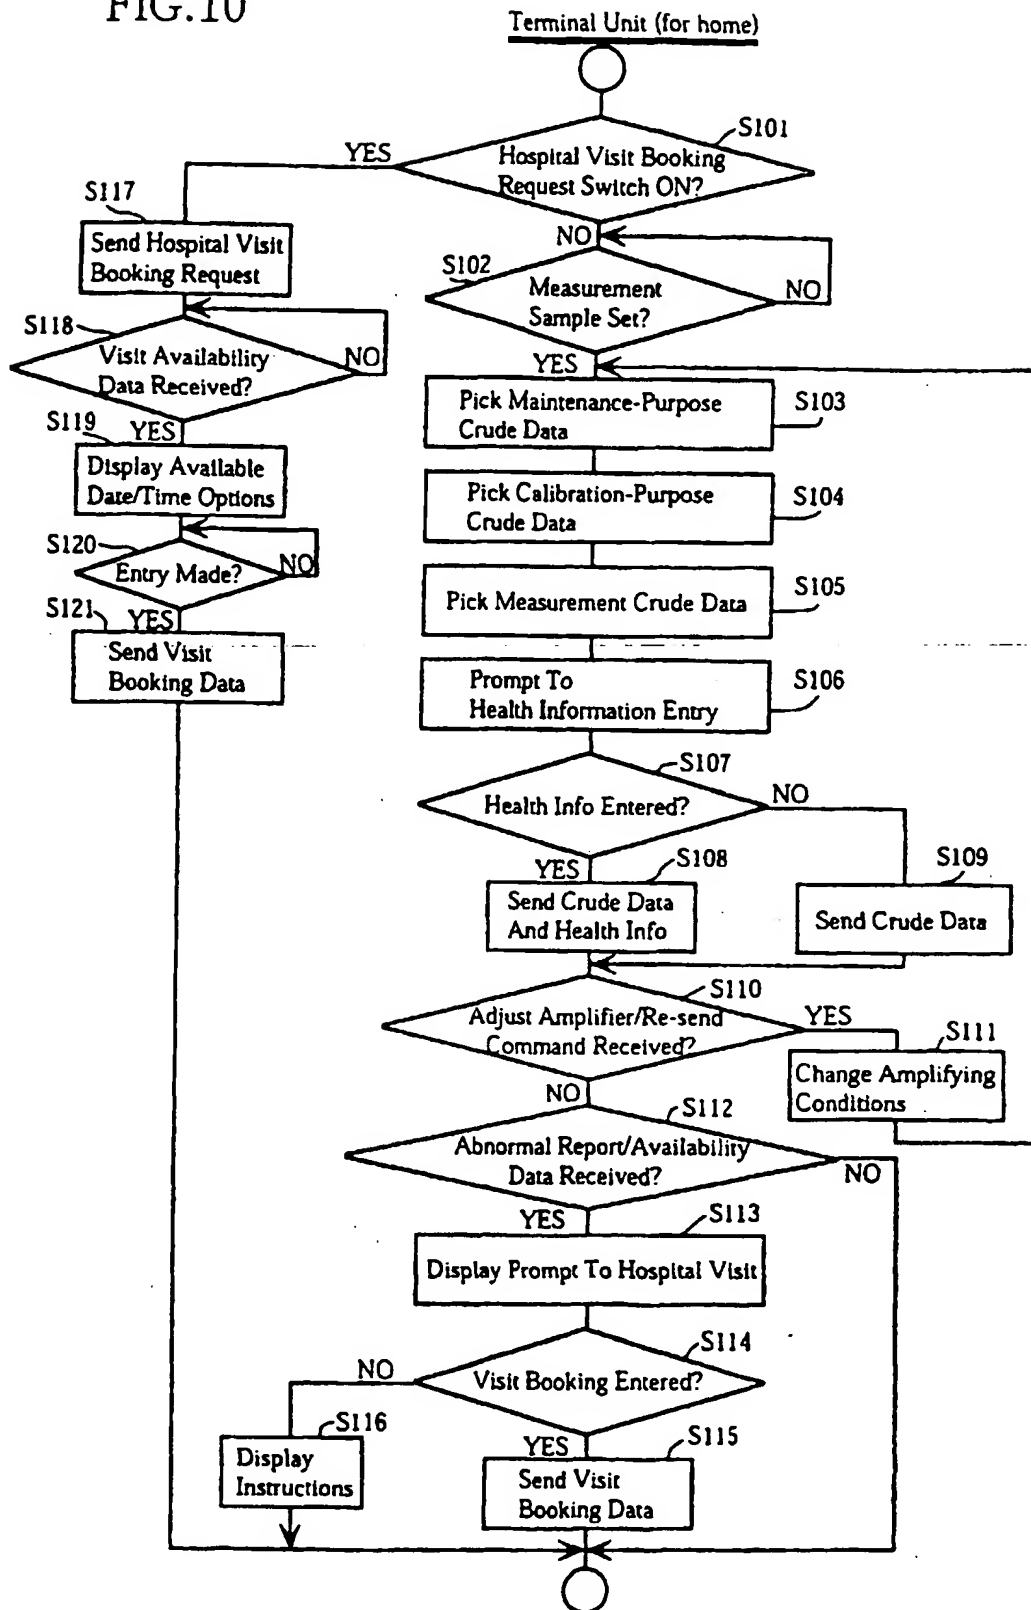 FIG.10
Terminal Unit (for home)
S101
YES
Hospital Visit Booking
Request Switch ON?
S117
NO
Send Hospital Visit
Booking Request
S102
Measurement
Sample Set?
NO
S118
Visit Availability
Data Received?
NO
YES
S103
Pick Maintenance-Purpose
Crude Data
S119
YES
Display Available
Date/Time Options
S104
Pick Calibration-Purpose
Crude Data
S120
Entry Made?
NO
S105
Pick Measurement Crude Data
S121
YES
Send Visit
Booking Data
S106
Prompt To
Health Information Entry
S107
Health Info Entered?
NO
YES
S108
S109
Send Crude Data
And Health Info
Send Crude Data
S110
Adjust Amplifier/Re-send
Command Received?
YES
S111
Change Amplifying
Conditions
NO
S112
Abnormal Report/Availability
Data Received?
NO
YES
S113
Display Prompt To Hospital Visit
S114
NO
Visit Booking Entered?
S116
YES
S115
Display
Instructions
Send Visit
Booking Data